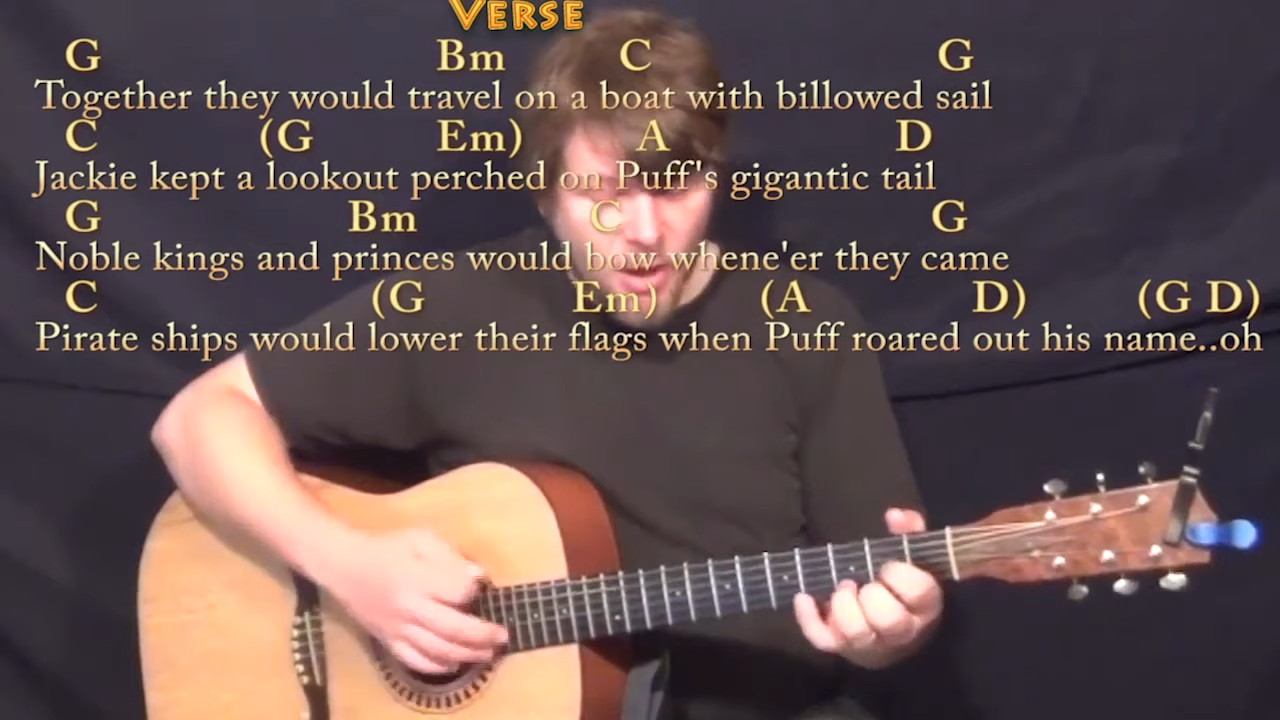 VERSE
G Bm C G
Together they would travel on a boat with billowed sail
C (G Em) A D
Jackie kept a lookout perched on Puff's gigantic tail
G Bm C G
Noble kings and princes would bow whene'er they came
C (G Em) (A D) (G D)
Pirate ships would lower their flags when Puff roared out his name..oh